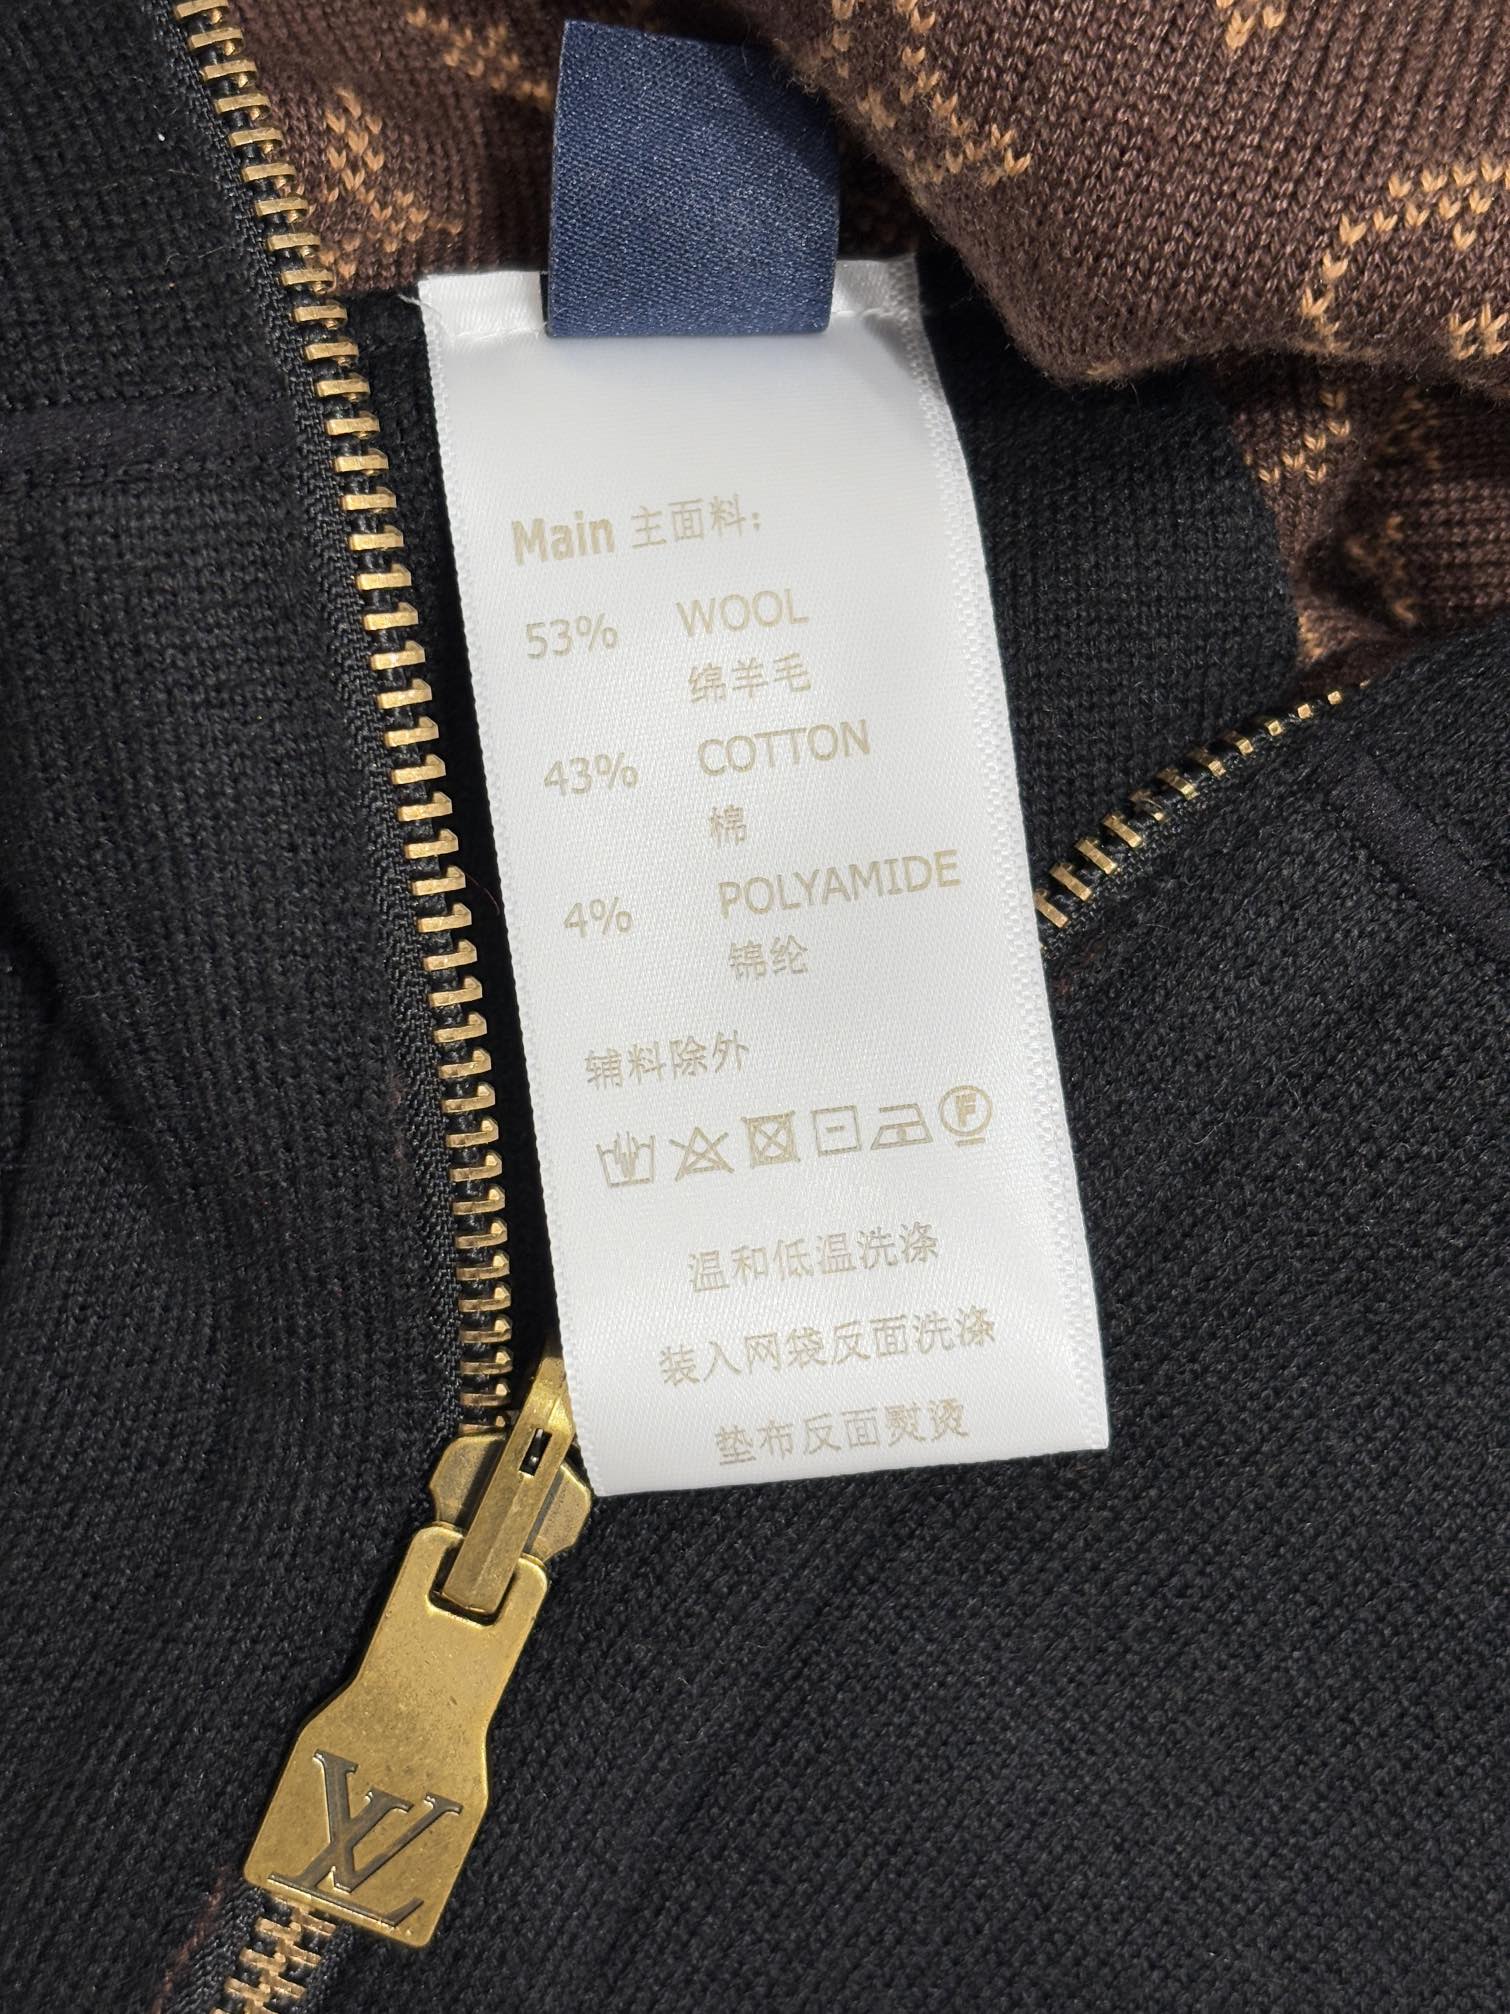 Main 主面料:
53% WOOL
绵羊毛
43% COTTON
棉
4% POLYAMIDE
锦纶
辅料除外
F
温和低温洗涤
装入网袋反面洗涤
垫布反面熨烫
LV